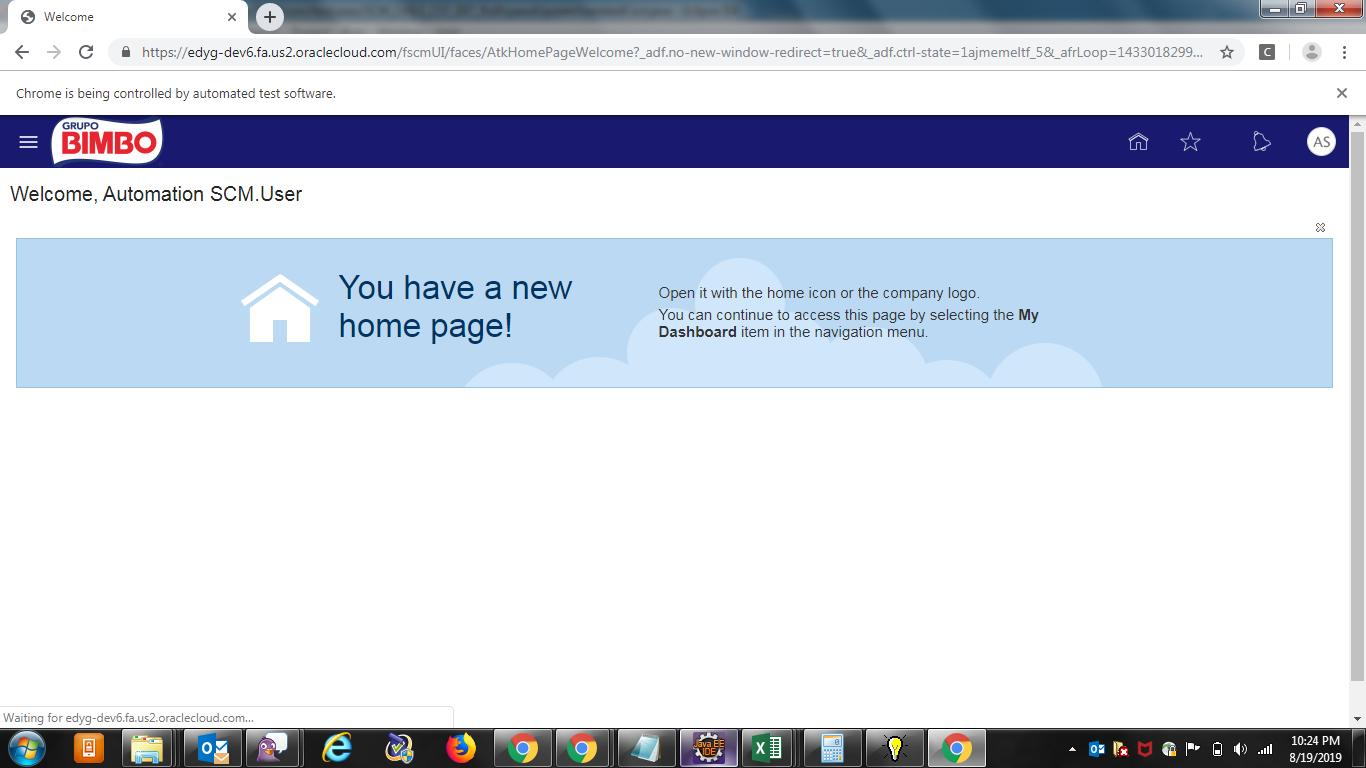 Welcome
https://edyg-dev6.fa.us2.oraclecloud.com/fscmUI/faces/AtkHomePageWelcome?_adf.no-new-window-redirect=true&_adf.ctrl-state=1ajmemeltf_5&_afrLoop=1433018299...
C
Chrome is being controlled by automated test software.
GRUPO
BIMBO
AS
Welcome, Automation SCM.User
You have a new
home page!
Open it with the home icon or the company logo.
You can continue to access this page by selecting the My
Dashboard item in the navigation menu.
Waiting for edyg-dev6.fa.us2.oraclecloud.com...
Java EE
IDE
10:24 PM
8/19/2019